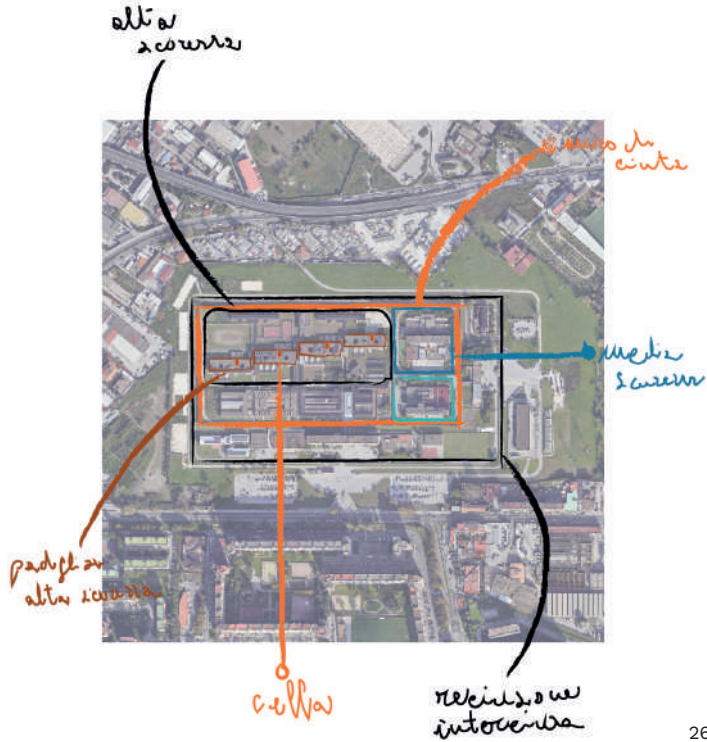 alta
sicurezza
muro di
cinta
media
sicurezza
padiglioni
alta sicurezza
cella
recinzione
intercinta
26